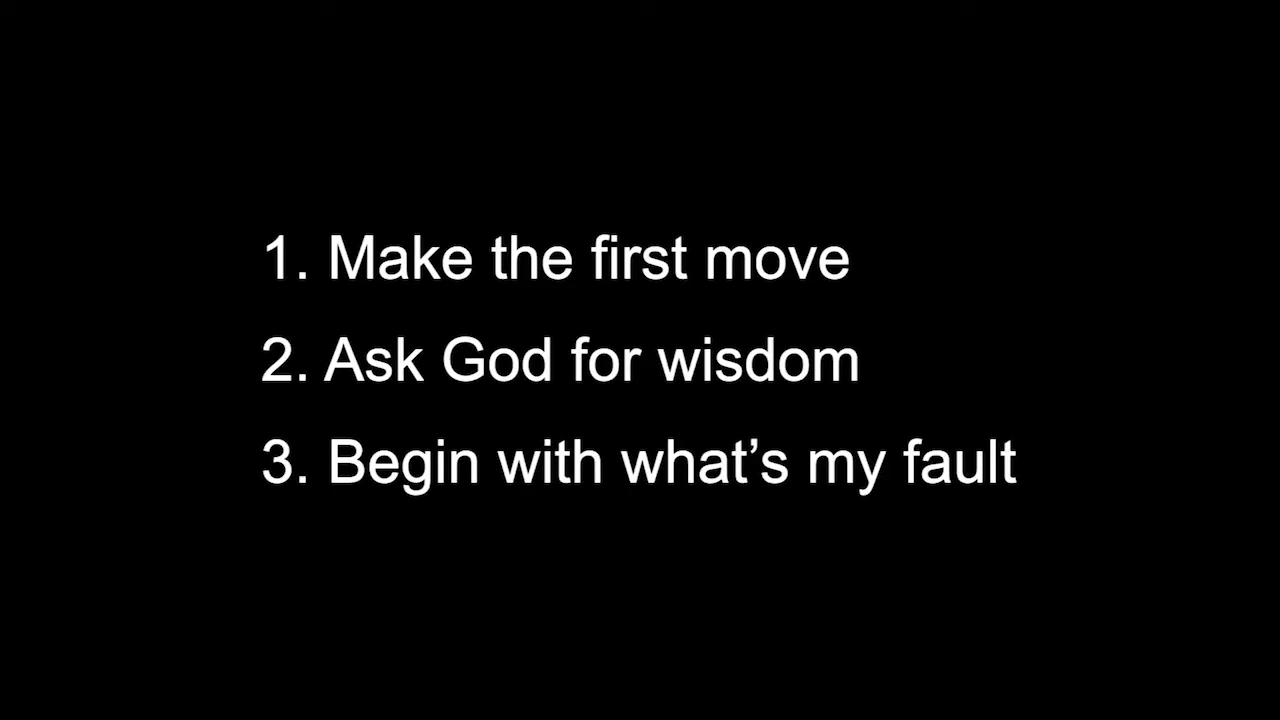 1. Make the first move
2. Ask God for wisdom
3. Begin with what’s my fault